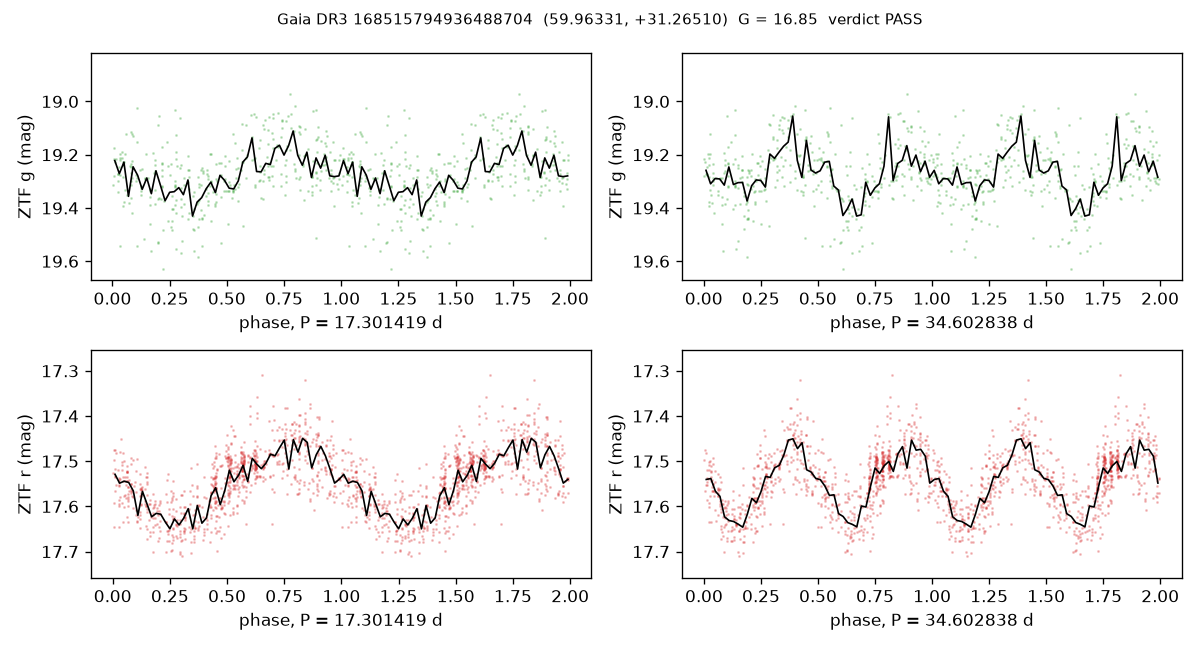 Gaia DR3 168515794936488704 (59.96331, +31.26510) G = 16.85 verdict PASS
ZTF g (mag)
19.0
19.2
19.4
19.6
0.00 0.25 0.50 0.75 1.00 1.25 1.50 1.75 2.00
phase, P = 17.301419 d
ZTF g (mag)
19.0
19.2
19.4
19.6
0.00 0.25 0.50 0.75 1.00 1.25 1.50 1.75 2.00
phase, P = 34.602838 d
ZTF r (mag)
17.3
17.4
17.5
17.6
17.7
0.00 0.25 0.50 0.75 1.00 1.25 1.50 1.75 2.00
phase, P = 17.301419 d
ZTF r (mag)
17.3
17.4
17.5
17.6
17.7
0.00 0.25 0.50 0.75 1.00 1.25 1.50 1.75 2.00
phase, P = 34.602838 d